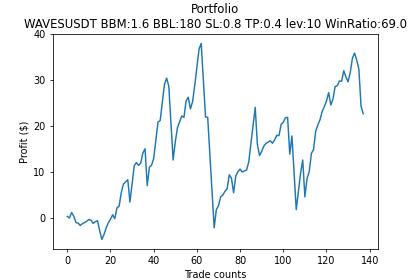 Portfolio
WAVESUSDT BBM:1.6 BBL:180 SL:0.8 TP:0.4 lev:10 WinRatio:69.0
40
30
20
10
0
Profit ($)
0 20 40 60 80 100 120 140
Trade counts